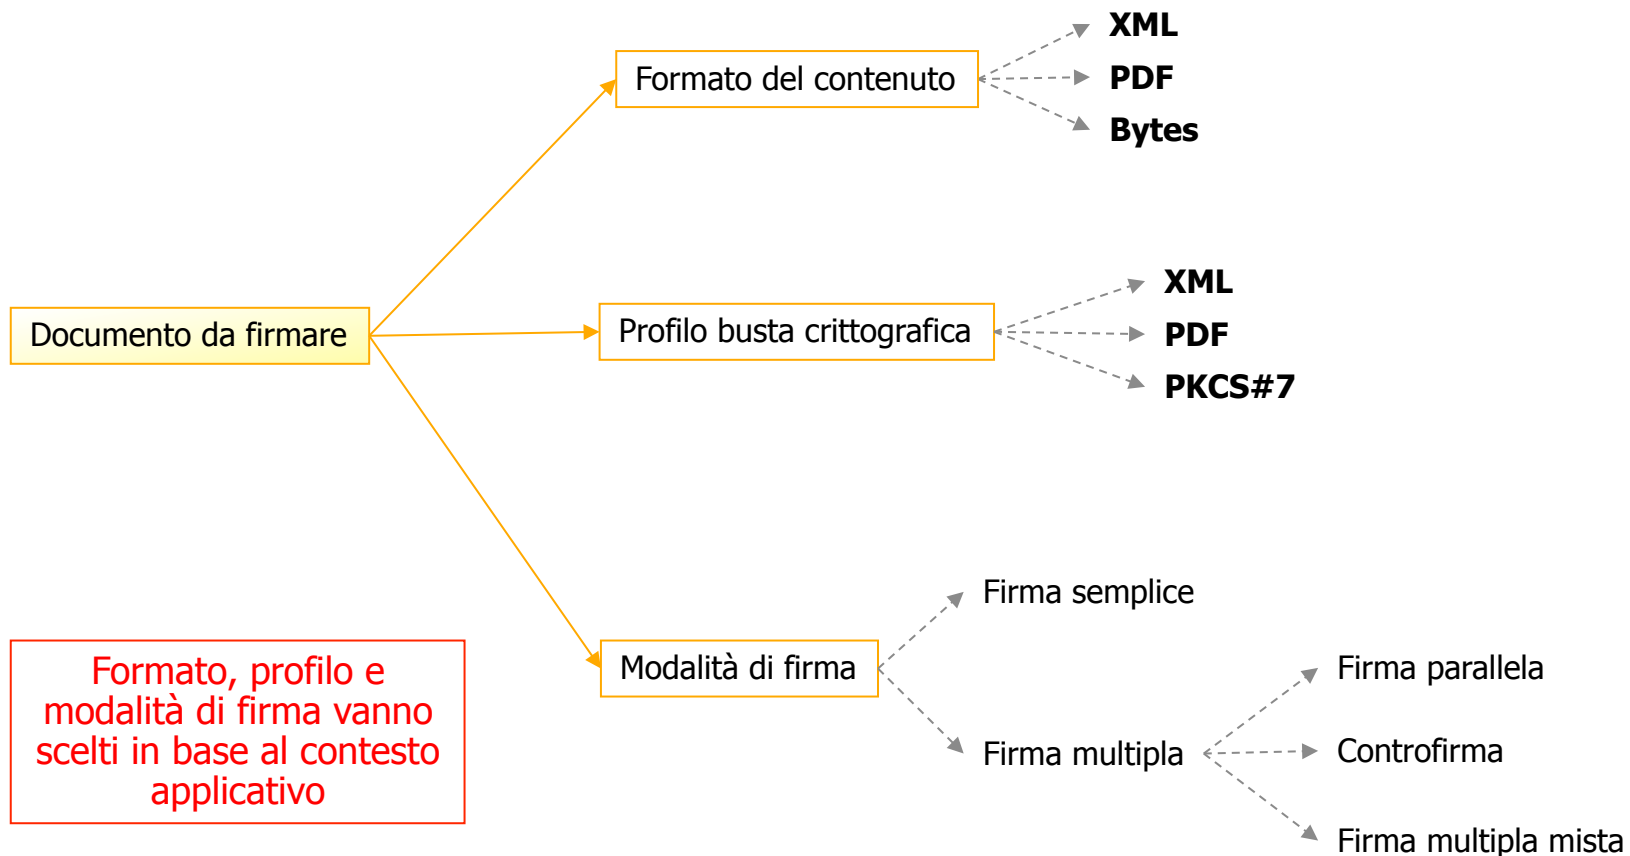 XML
Formato del contenuto
PDF
Bytes
XML
Documento da firmare
Profilo busta crittografica
PDF
PKCS#7
Firma semplice
Modalità di firma
Firma parallela
Firma multipla
Controfirma
Firma multipla mista
Formato, profilo e
modalità di firma vanno
scelti in base al contesto
applicativo